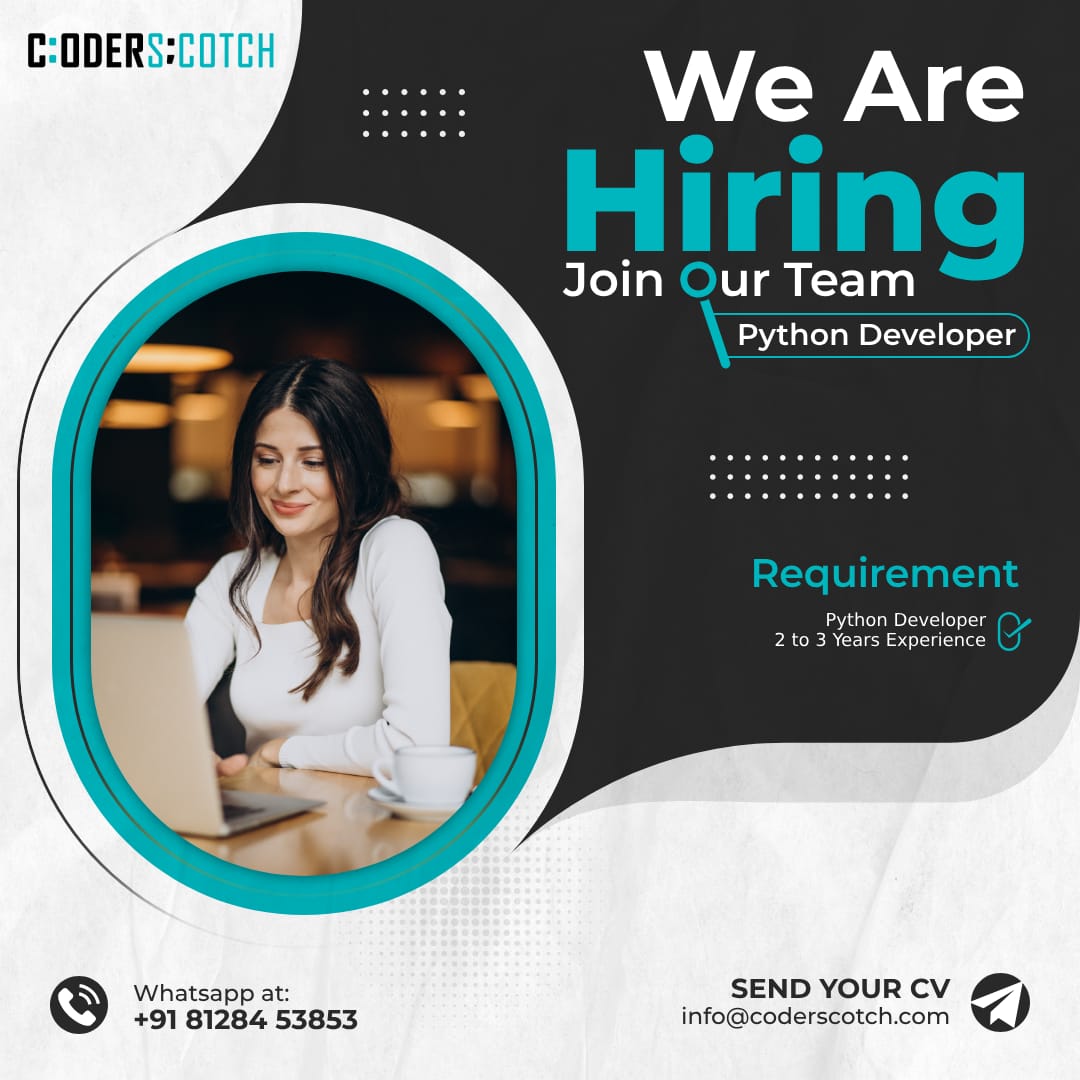 C:ODERS;COTCH
We Are
Hiring
Join Our Team
Python Developer
Requirement
Python Developer
2 to 3 Years Experience
Whatsapp at:
+91 81284 53853
SEND YOUR CV
info@coderscotch.com